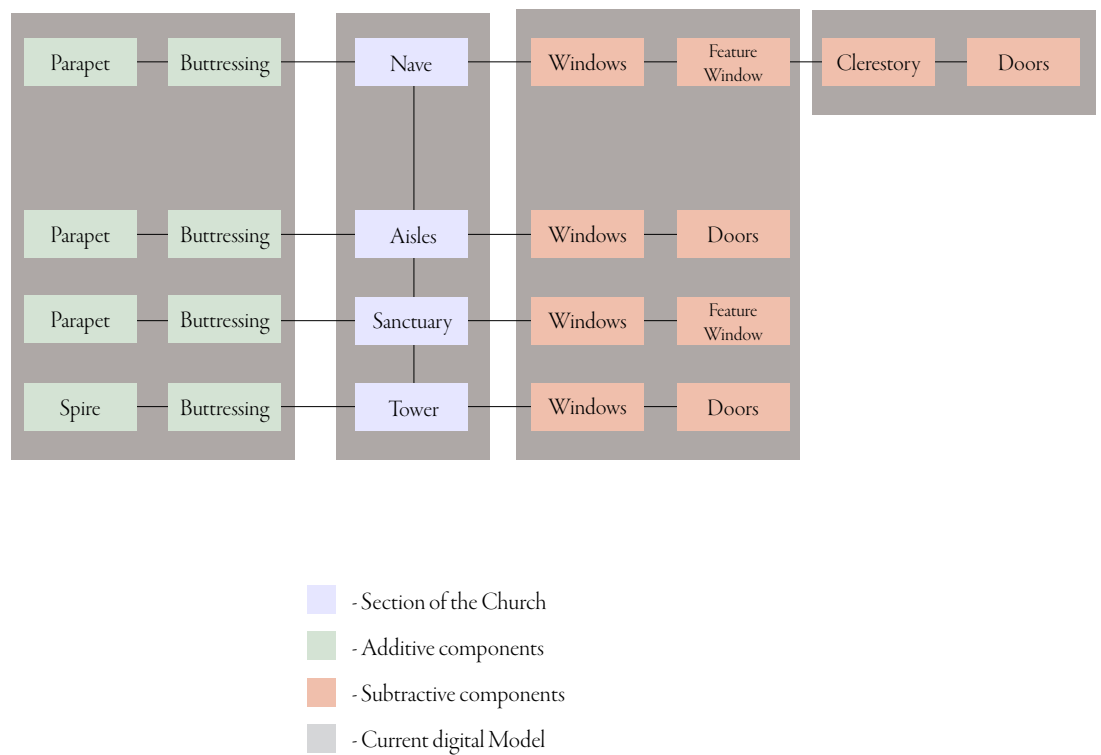 Parapet
Buttressing
Nave
Windows
Feature
Window
Clerestory
Doors
Parapet
Buttressing
Aisles
Windows
Doors
Parapet
Buttressing
Sanctuary
Windows
Feature
Window
Spire
Buttressing
Tower
Windows
Doors
- Section of the Church
- Additive components
- Subtractive components
- Current digital Model